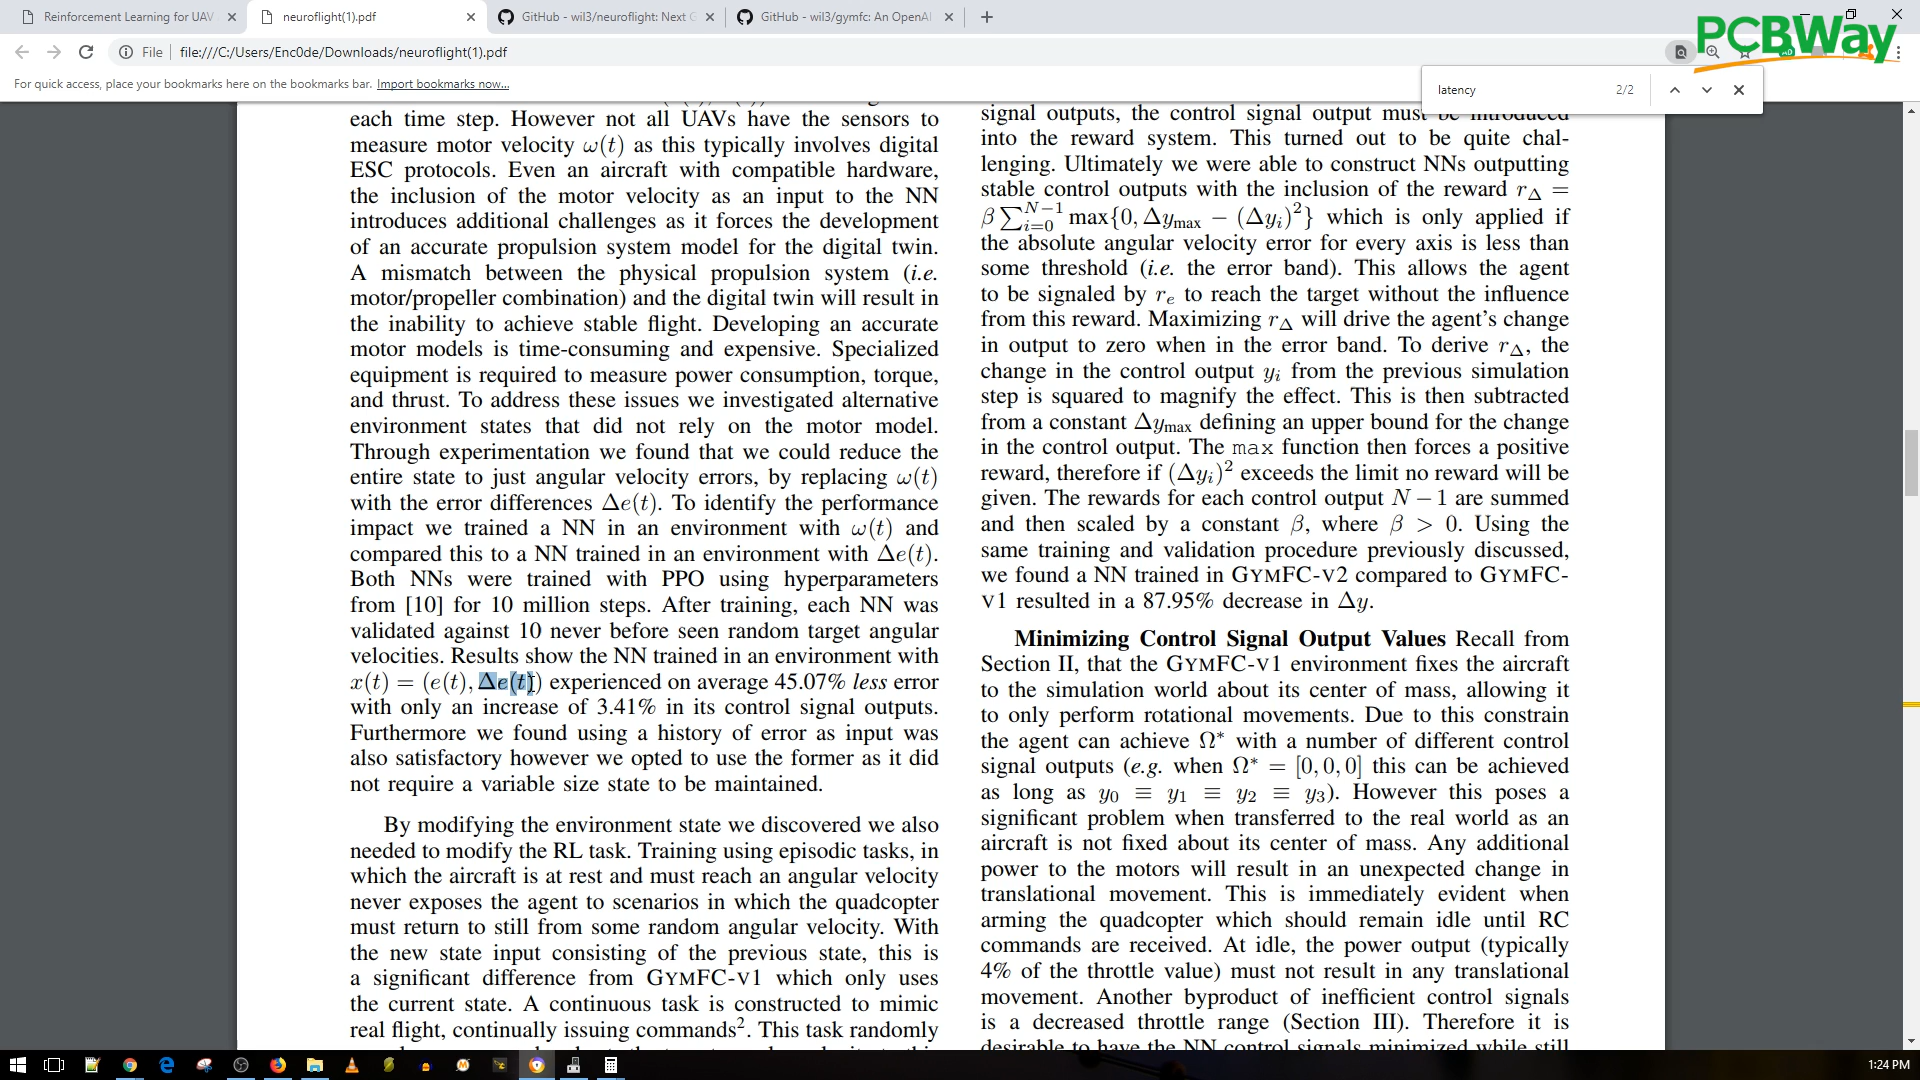 Reinforcement Learning for UAV
neuroflight(1).pdf
GitHub - wil3/neuroflight: Next G
GitHub - wil3/gymfc: An OpenAI
PCBWay
File
file:///C:/Users/Enc0de/Downloads/neuroflight(1).pdf
For quick access, place your bookmarks here on the bookmarks bar. Import bookmarks now...
latency
2/2
each time step. However not all UAVs have the sensors to
measure motor velocity ω(t) as this typically involves digital
ESC protocols. Even an aircraft with compatible hardware,
the inclusion of the motor velocity as an input to the NN
introduces additional challenges as it forces the development
of an accurate propulsion system model for the digital twin.
A mismatch between the physical propulsion system (i.e.
motor/propeller combination) and the digital twin will result in
the inability to achieve stable flight. Developing an accurate
motor models is time-consuming and expensive. Specialized
equipment is required to measure power consumption, torque,
and thrust. To address these issues we investigated alternative
environment states that did not rely on the motor model.
Through experimentation we found that we could reduce the
entire state to just angular velocity errors, by replacing ω(t)
with the error differences Δe(t). To identify the performance
impact we trained a NN in an environment with ω(t) and
compared this to a NN trained in an environment with Δe(t).
Both NNs were trained with PPO using hyperparameters
from [10] for 10 million steps. After training, each NN was
validated against 10 never before seen random target angular
velocities. Results show the NN trained in an environment with
x(t) = (e(t), Δe(t)) experienced on average 45.07% less error
with only an increase of 3.41% in its control signal outputs.
Furthermore we found using a history of error as input was
also satisfactory however we opted to use the former as it did
not require a variable size state to be maintained.
By modifying the environment state we discovered we also
needed to modify the RL task. Training using episodic tasks, in
which the aircraft is at rest and must reach an angular velocity
never exposes the agent to scenarios in which the quadcopter
must return to still from some random angular velocity. With
the new state input consisting of the previous state, this is
a significant difference from GYMFC-V1 which only uses
the current state. A continuous task is constructed to mimic
real flight, continually issuing commands². This task randomly
signal outputs, the control signal output must be introduced
into the reward system. This turned out to be quite chal-
lenging. Ultimately we were able to construct NNs outputting
stable control outputs with the inclusion of the reward r_Δ =
β∑_{i=0}^{N−1} max{0, Δy_max − (Δy_i)²} which is only applied if
the absolute angular velocity error for every axis is less than
some threshold (i.e. the error band). This allows the agent
to be signaled by r_e to reach the target without the influence
from this reward. Maximizing r_Δ will drive the agent's change
in output to zero when in the error band. To derive r_Δ, the
change in the control output y_i from the previous simulation
step is squared to magnify the effect. This is then subtracted
from a constant Δy_max defining an upper bound for the change
in the control output. The max function then forces a positive
reward, therefore if (Δy_i)² exceeds the limit no reward will be
given. The rewards for each control output N − 1 are summed
and then scaled by a constant β, where β > 0. Using the
same training and validation procedure previously discussed,
we found a NN trained in GYMFC-V2 compared to GYMFC-
V1 resulted in a 87.95% decrease in Δy.
Minimizing Control Signal Output Values Recall from
Section II, that the GYMFC-V1 environment fixes the aircraft
to the simulation world about its center of mass, allowing it
to only perform rotational movements. Due to this constrain
the agent can achieve Ω* with a number of different control
signal outputs (e.g. when Ω* = [0, 0, 0] this can be achieved
as long as y_0 ≡ y_1 ≡ y_2 ≡ y_3). However this poses a
significant problem when transferred to the real world as an
aircraft is not fixed about its center of mass. Any additional
power to the motors will result in an unexpected change in
translational movement. This is immediately evident when
arming the quadcopter which should remain idle until RC
commands are received. At idle, the power output (typically
4% of the throttle value) must not result in any translational
movement. Another byproduct of inefficient control signals
is a decreased throttle range (Section III). Therefore it is
desirable to have the NN control signals minimized while still
1:24 PM